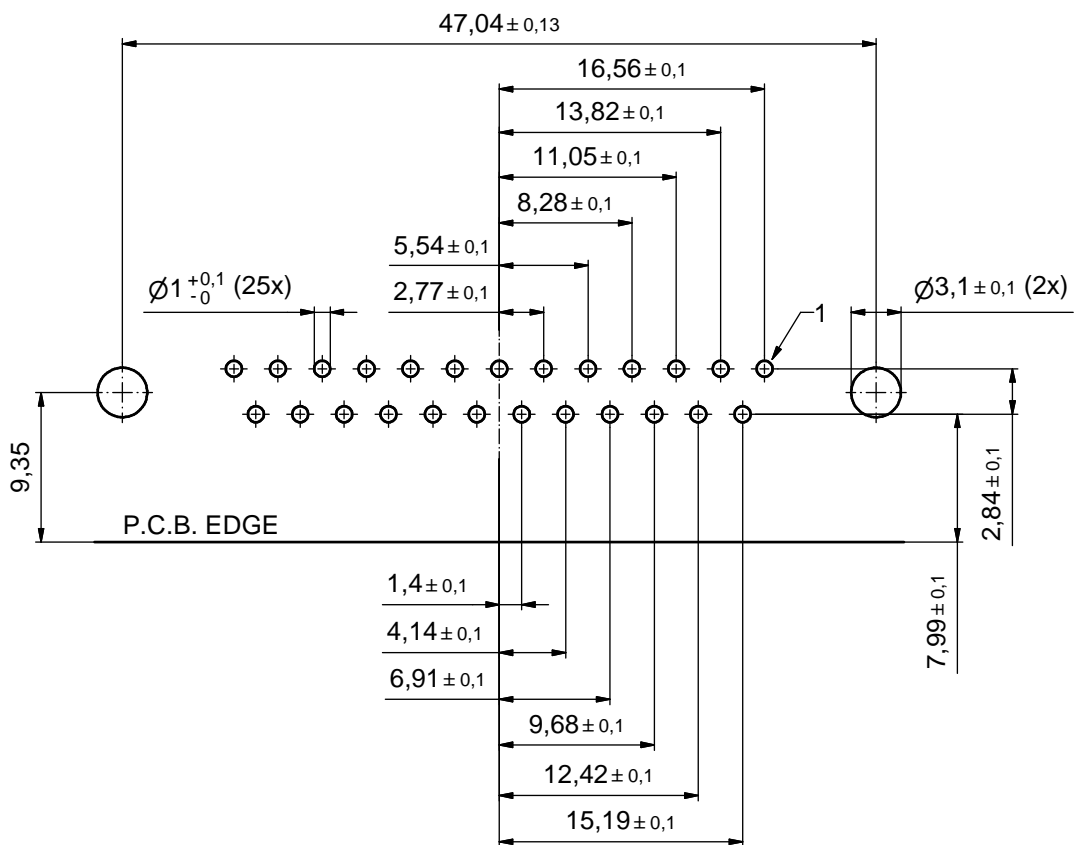 47,04 ± 0,13
16,56 ± 0,1
13,82 ± 0,1
11,05 ± 0,1
8,28 ± 0,1
5,54 ± 0,1
Ø1 +0,1 -0 (25x)
2,77 ± 0,1
Ø3,1 ± 0,1 (2x)
1
9,35
2,84 ± 0,1
P.C.B. EDGE
7,99 ± 0,1
1,4 ± 0,1
4,14 ± 0,1
6,91 ± 0,1
9,68 ± 0,1
12,42 ± 0,1
15,19 ± 0,1